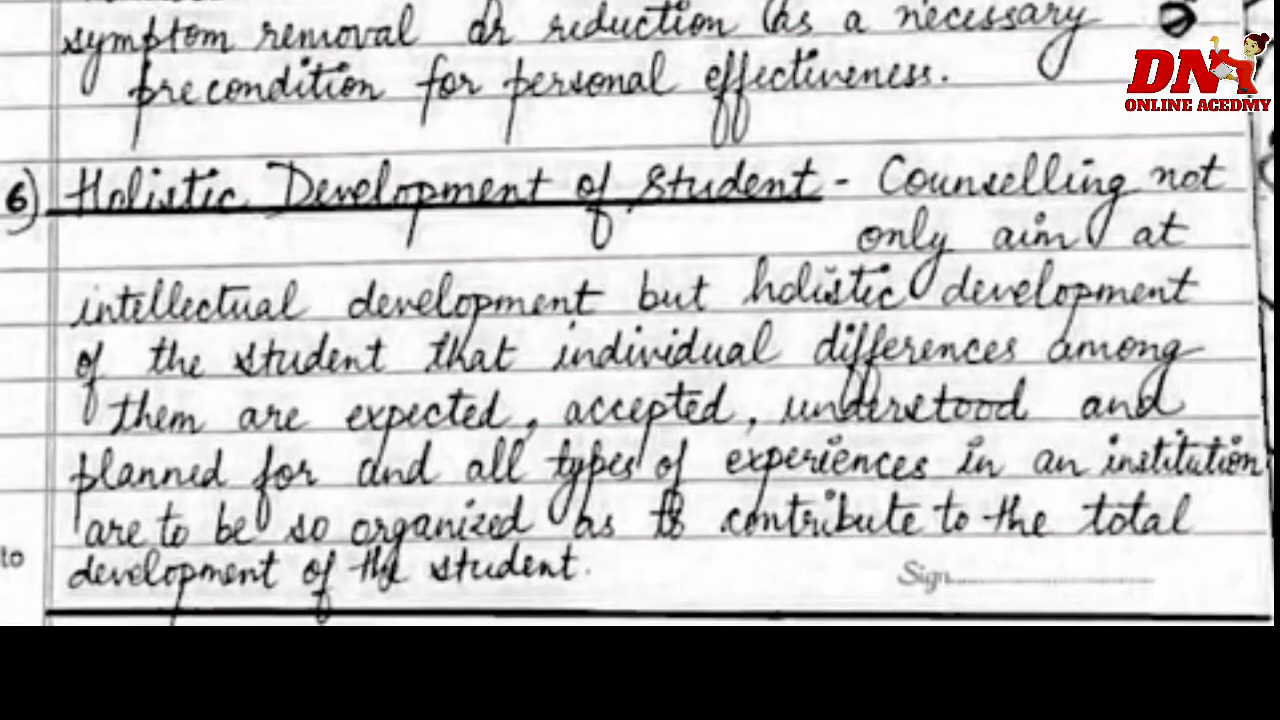 symptom removal or reduction as a necessary
precondition for personal effectiveness.
DNA
ONLINE ACEDMY
6) Holistic Development of Student - Counselling not
only aim at
intellectual development but holistic development
of the student that individual differences among
them are expected, accepted, understood and
planned for and all types of experiences in an institution
are to be so organized as to contribute to the total
to
development of the student.
Sign